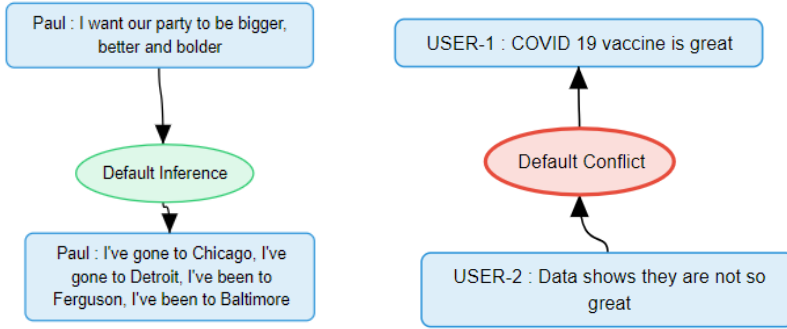 Paul : I want our party to be bigger,
better and bolder
Default Inference
Paul : I've gone to Chicago, I've
gone to Detroit, I've been to
Ferguson, I've been to Baltimore
USER-1 : COVID 19 vaccine is great
Default Conflict
USER-2 : Data shows they are not so
great